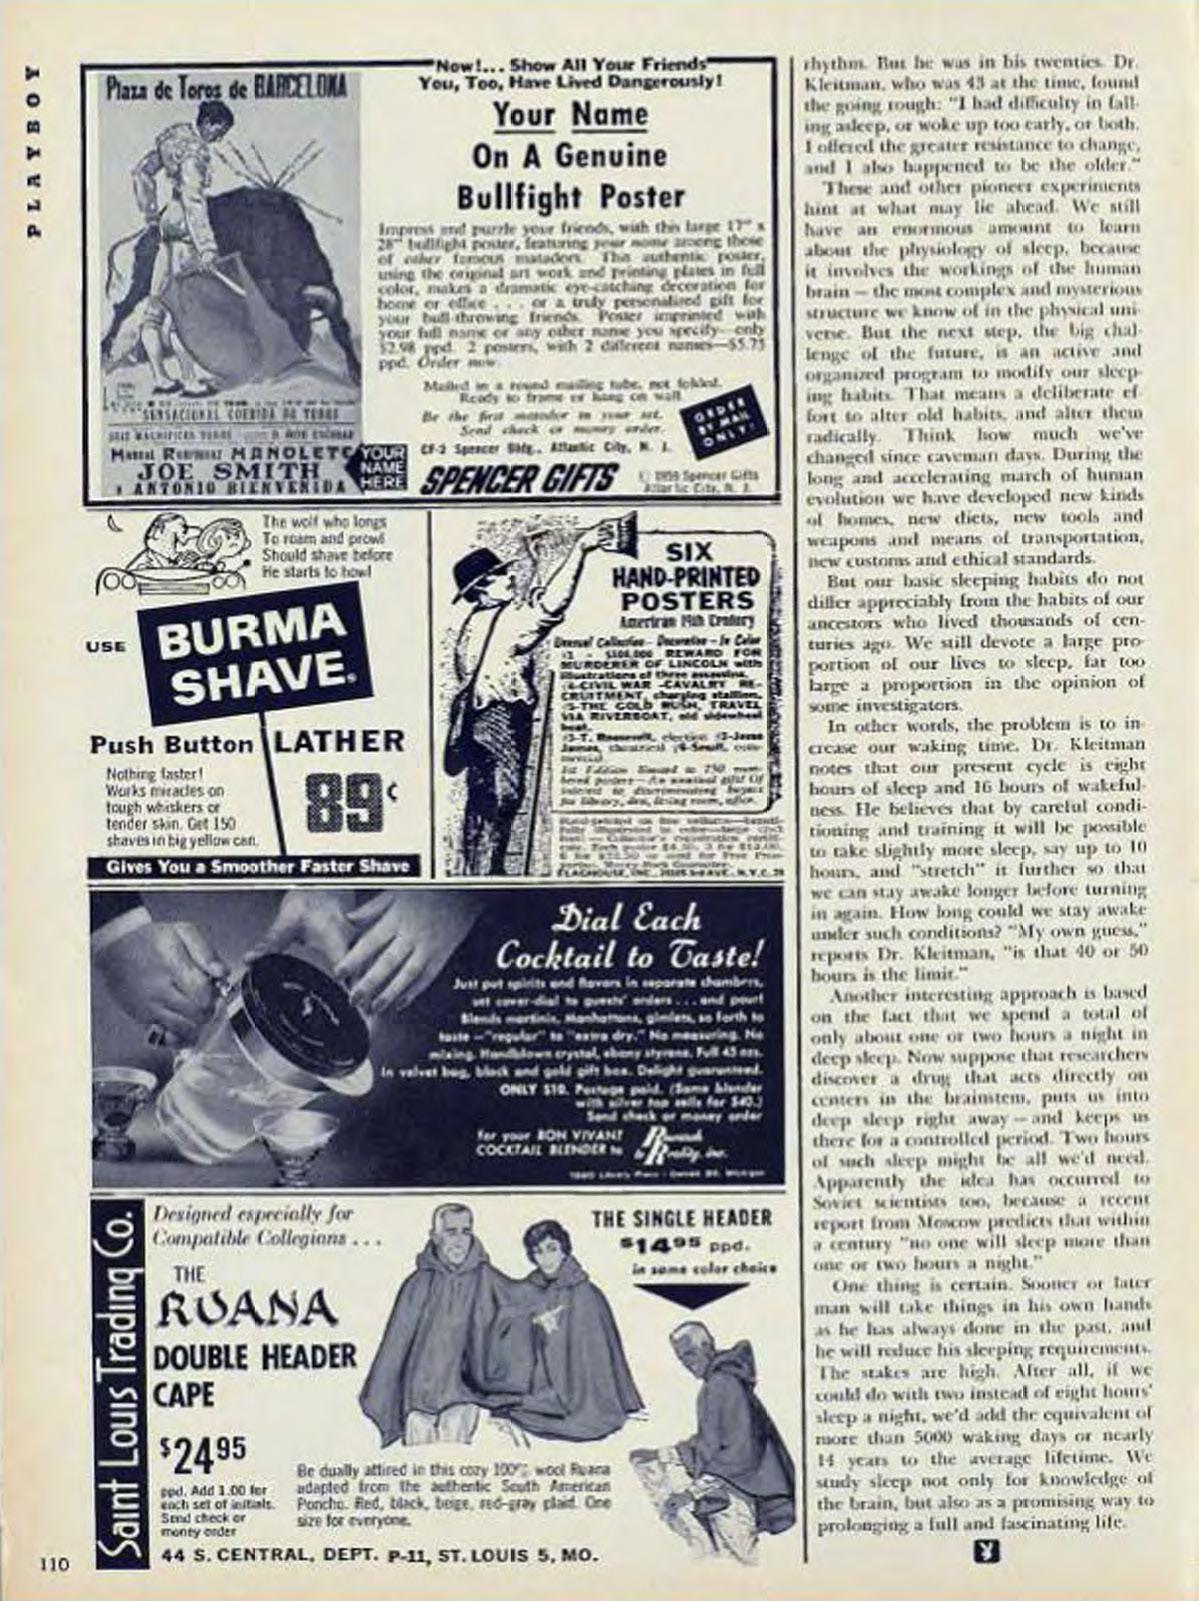 PLAYBOY
Now!... Show All Your Friends
You, Too, Have Lived Dangerously!
Your Name
On A Genuine
Bullfight Poster
Impress and puzzle your friends, with this large 17" x
28" bullfight poster, featuring your name among those
of other famous matadors. This authentic poster,
using the original art work and printing plates in full
color, makes a dramatic eye-catching decoration for
home or office . . . or a truly personalized gift for
your bull-throwing friends. Poster imprinted with
your full name or any other name you specify—only
$2.98 ppd. 2 posters, with 2 different names—$5.75
ppd. Order now.
Mailed in a round mailing tube, not folded.
Ready to frame or hang on wall
Be the first matador in your set.
Send check or money order.
ORDER
BY MAIL
ONLY!
CF-2 Spencer Bldg., Atlantic City, N. J.
SPENCER GIFTS
© 1959 Spencer Gifts
Atlantic City, N. J.
Plaza de Toros de BARCELONA
SENSACIONAL CORRIDA DE TOROS
MANOLETE
JOE SMITH
ANTONIO BIENVENIDA
YOUR
NAME
HERE
The wolf who longs
To roam and prowl
Should shave before
He starts to howl
USE
BURMA
SHAVE.
Push Button LATHER
Nothing faster!
Works miracles on
tough whiskers or
tender skin. Get 150
shaves in big yellow can.
89¢
Gives You a Smoother Faster Shave
SIX
HAND-PRINTED
POSTERS
American 19th Century
Unusual Collection - Decorative - In Color
REWARD FOR
MURDERER OF LINCOLN with
illustrations of three assassins.
CIVIL WAR -CAVALRY RE-
CRUITMENT, charging stallion.
THE GOLD RUSH, TRAVEL
VIA RIVERBOAT, old sidewheel
boat.
Dial Each
Cocktail to Taste!
Just put spirits and flavors in separate chambers,
set cover-dial to guests' orders . . . and pour!
Blends martinis, Manhattans, gimlets, so forth to
taste — "regular" to "extra dry." No measuring. No
mixing. Handblown crystal, ebony styrene. Full 45 ozs.
In velvet bag, black and gold gift box. Delight guaranteed.
ONLY $10. Postage paid. (Same blender
with silver top sells for $40.)
Send check or money order
for your BON VIVANT
COCKTAIL BLENDER to
Saint Louis Trading Co.
Designed especially for
Compatible Collegians . . .
THE
RUANA
DOUBLE HEADER
CAPE
$24.95
ppd. Add 1.00 for
each set of initials.
Send check or
money order
THE SINGLE HEADER
$14.95 ppd.
in same color choice
Be dually attired in this cozy 100% wool Ruana
adapted from the authentic South American
Poncho. Red, black, beige, red-gray plaid. One
size for everyone.
44 S. CENTRAL, DEPT. P-11, ST. LOUIS 5, MO.
110
rhythm. But he was in his twenties. Dr.
Kleitman, who was 43 at the time, found
the going rough: "I had difficulty in fall-
ing asleep, or woke up too early, or both.
I offered the greater resistance to change,
and I also happened to be the older."
These and other pioneer experiments
hint at what may lie ahead. We still
have an enormous amount to learn
about the physiology of sleep, because
it involves the workings of the human
brain — the most complex and mysterious
structure we know of in the physical uni-
verse. But the next step, the big chal-
lenge of the future, is an active and
organized program to modify our sleep-
ing habits. That means a deliberate ef-
fort to alter old habits, and alter them
radically. Think how much we've
changed since caveman days. During the
long and accelerating march of human
evolution we have developed new kinds
of homes, new diets, new tools and
weapons and means of transportation,
new customs and ethical standards.
But our basic sleeping habits do not
differ appreciably from the habits of our
ancestors who lived thousands of cen-
turies ago. We still devote a large pro-
portion of our lives to sleep, far too
large a proportion in the opinion of
some investigators.
In other words, the problem is to in-
crease our waking time. Dr. Kleitman
notes that our present cycle is eight
hours of sleep and 16 hours of wakeful-
ness. He believes that by careful condi-
tioning and training it will be possible
to take slightly more sleep, say up to 10
hours, and "stretch" it further so that
we can stay awake longer before turning
in again. How long could we stay awake
under such conditions? "My own guess,"
reports Dr. Kleitman, "is that 40 or 50
hours is the limit."
Another interesting approach is based
on the fact that we spend a total of
only about one or two hours a night in
deep sleep. Now suppose that researchers
discover a drug that acts directly on
centers in the brainstem, puts us into
deep sleep right away — and keeps us
there for a controlled period. Two hours
of such sleep might be all we'd need.
Apparently the idea has occurred to
Soviet scientists too, because a recent
report from Moscow predicts that within
a century "no one will sleep more than
one or two hours a night."
One thing is certain. Sooner or later
man will take things in his own hands
as he has always done in the past, and
he will reduce his sleeping requirements.
The stakes are high. After all, if we
could do with two instead of eight hours'
sleep a night, we'd add the equivalent of
more than 5000 waking days or nearly
14 years to the average lifetime. We
study sleep not only for knowledge of
the brain, but also as a promising way to
prolonging a full and fascinating life.